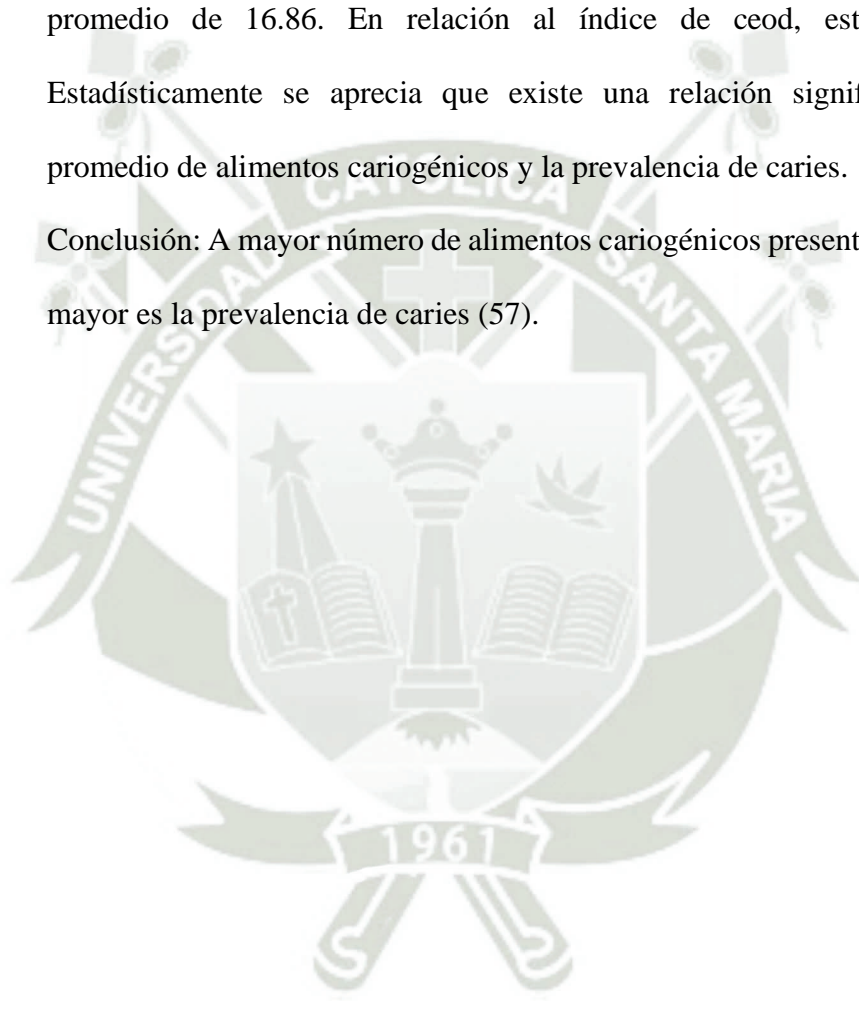 promedio de 16.86. En relación al índice de ceod, est
Estadísticamente se aprecia que existe una relación signif
promedio de alimentos cariogénicos y la prevalencia de caries.
Conclusión: A mayor número de alimentos cariogénicos present
mayor es la prevalencia de caries (57).
UNIVERSIDAD CATOLICA SANTA MARIA
1961